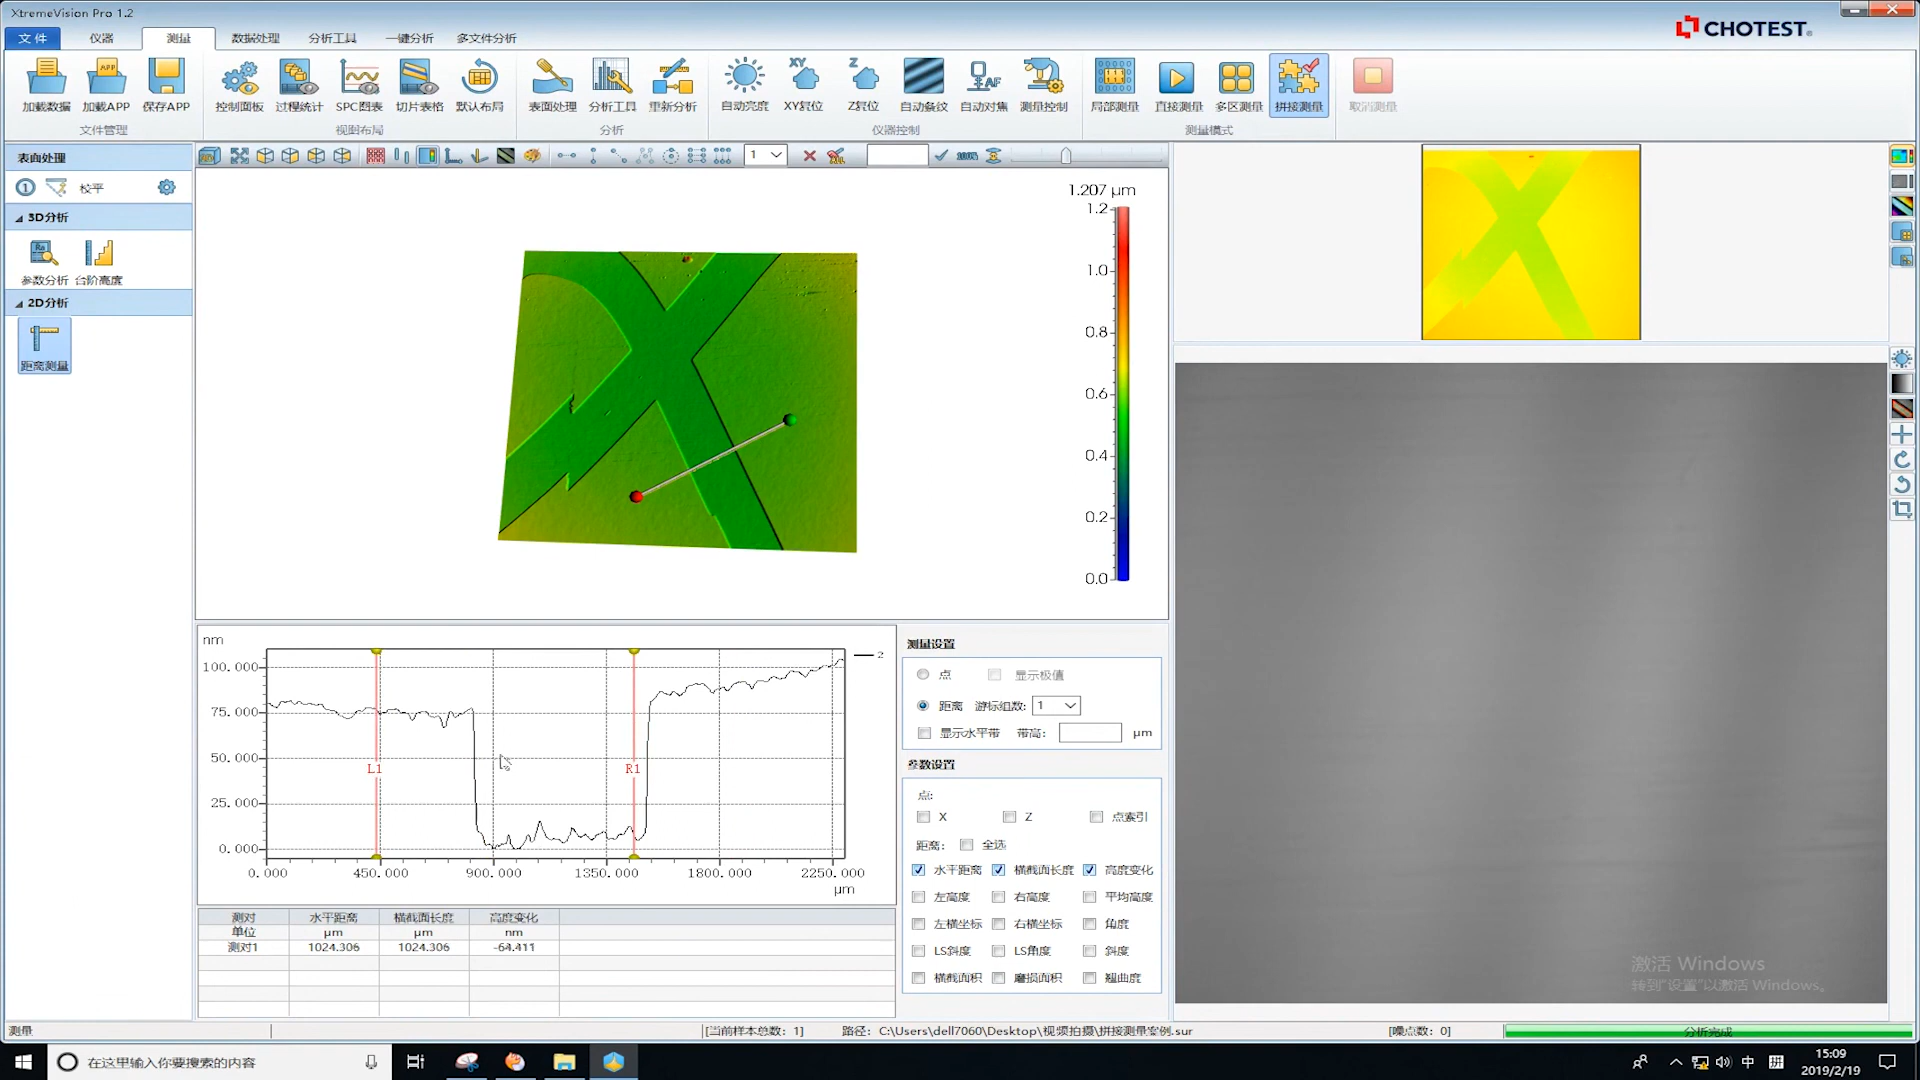 XtremeVision Pro 1.2
CHOTEST
文件 仪器 测量 数据处理 分析工具 一键分析 多文件分析
加载数据 加载APP 保存APP 控制面板 过程统计 SPC图表 切片表格 默认布局 表面处理 分析工具 重新分析 自动亮度 XY复位 Z复位 自动条纹 自动对焦 测量控制 局部测量 直接测量 多区测量 拼接测量 取消测量
文件管理 视图布局 分析 仪器控制 测量模式
表面处理
1 校平
3D分析
参数分析 台阶高度
2D分析
距离测量
1
1.207 μm
1.2
1.0
0.8
0.6
0.4
0.2
0.0
nm
100.000
75.000
50.000
25.000
0.000
L1
R1
2
0.000 450.000 900.000 1350.000 1800.000 2250.000
μm
测对 水平距离 横截面长度 高度变化
单位 μm μm nm
测对1 1024.306 1024.306 -64.411
测量设置
点 显示极值
距离 游标组数: 1
显示水平带 带高: μm
参数设置
点:
X Z 点索引
距离: 全选
水平距离 横截面长度 高度变化
左高度 右高度 平均高度
左横坐标 右横坐标 角度
LS斜度 LS角度 斜度
横截面积 磨损面积 翘曲度
激活 Windows
转到"设置"以激活 Windows。
测量 [当前样本总数: 1] 路径: C:\Users\dell7060\Desktop\视频拍摄\拼接测量案例.sur [噪点数: 0] 分析完成
在这里输入你要搜索的内容
中 拼 15:09
2019/2/19